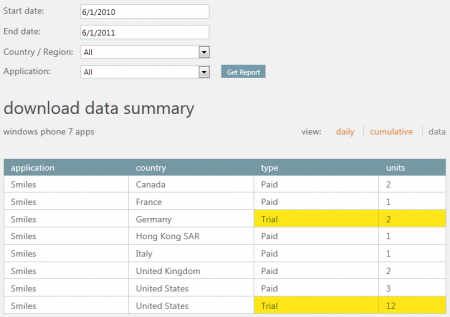 Start date: 6/1/2010
End date: 6/1/2011
Country / Region: All
Application: All Get Report
download data summary
windows phone 7 apps view: daily cumulative data
application country type units
Smiles Canada Paid 2
Smiles France Paid 1
Smiles Germany Trial 2
Smiles Hong Kong SAR Paid 1
Smiles Italy Paid 1
Smiles United Kingdom Paid 2
Smiles United States Paid 3
Smiles United States Trial 12